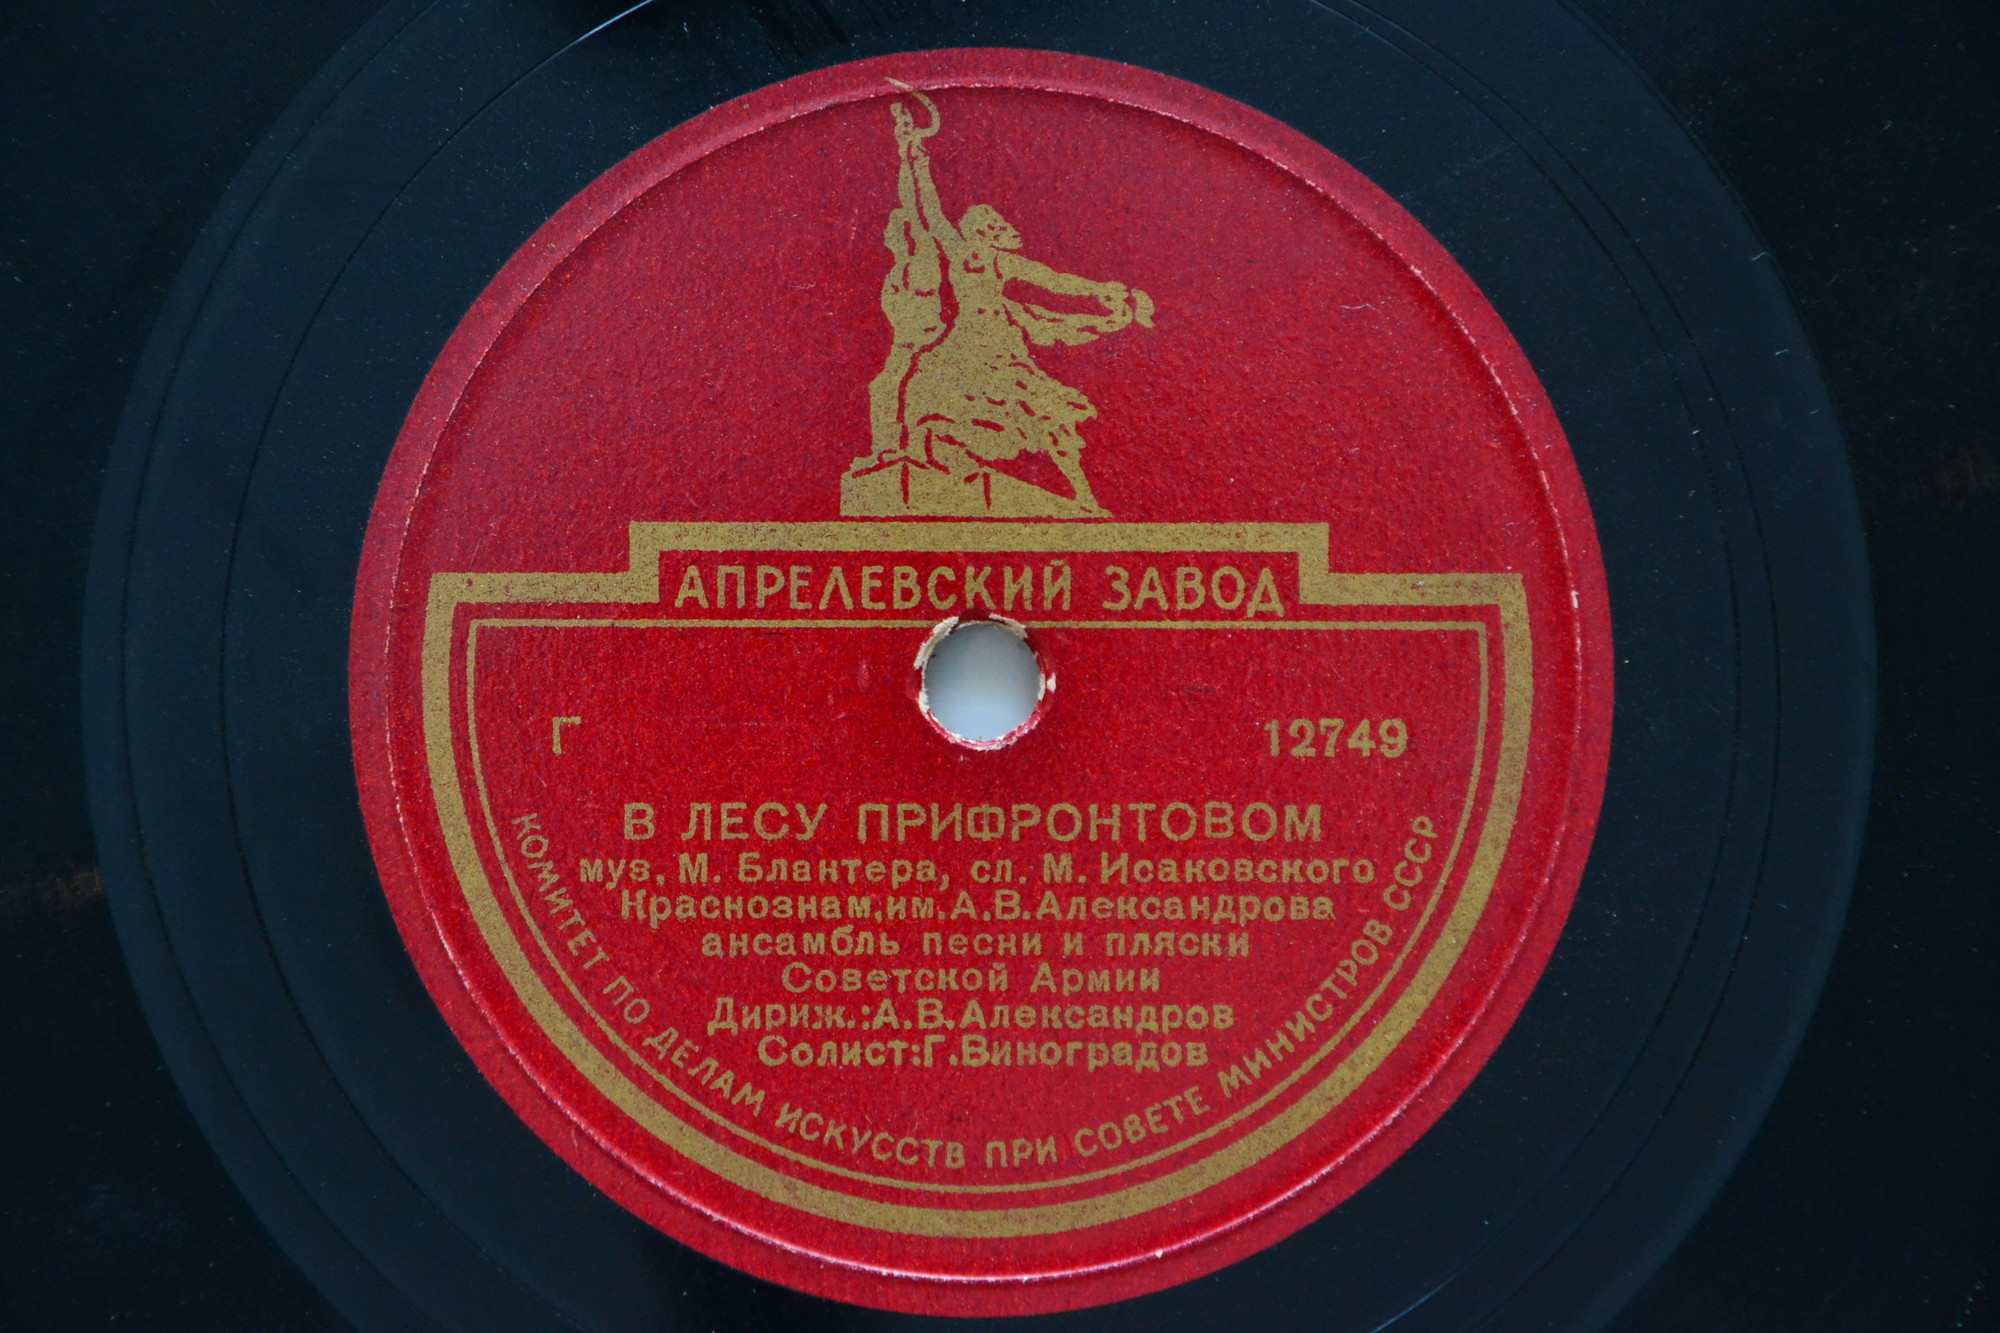 АПРЕЛЕВСКИЙ ЗАВОД
Г 12749
В ЛЕСУ ПРИФРОНТОВОМ
муз. М. Блантера, сл. М. Исаковского
Краснознам.им.А.В.Александрова
ансамбль песни и пляски
Советской Армии
Дириж.:А.В.Александров
Солист:Г.Виноградов
КОМИТЕТ ПО ДЕЛАМ ИСКУССТВ ПРИ СОВЕТЕ МИНИСТРОВ СССР